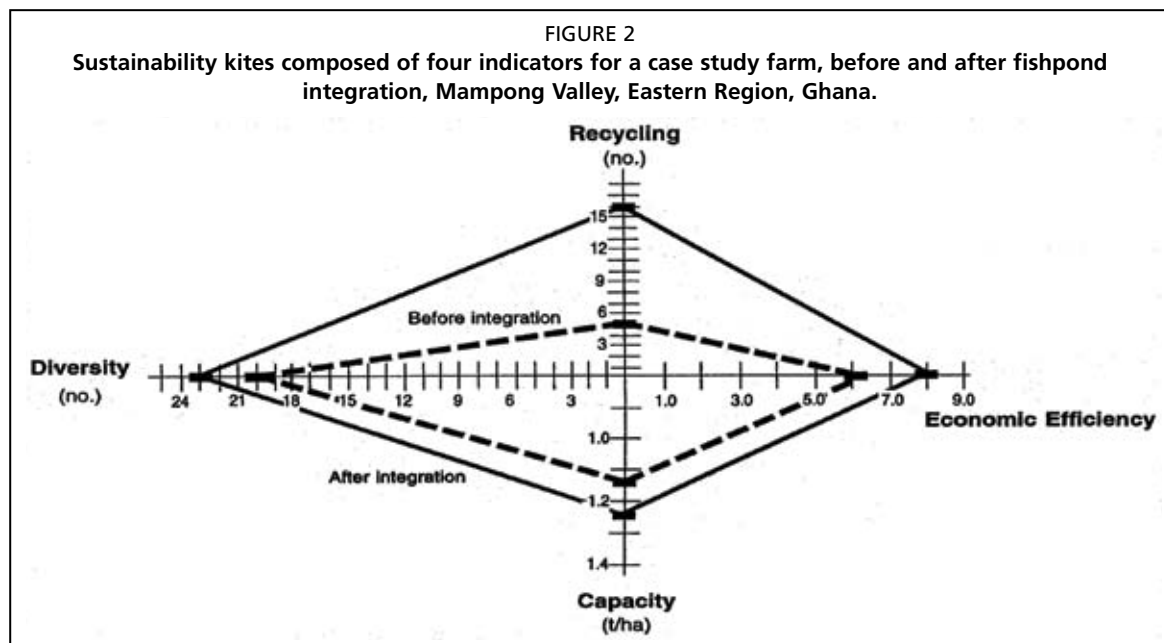 FIGURE 2
Sustainability kites composed of four indicators for a case study farm, before and after fishpond
integration, Mampong Valley, Eastern Region, Ghana.
Recycling
(no.)
15
12
9
6
3
Before integration
Diversity
(no.)
24 21 18 15 12 9 6 3 1.0 3.0 5.0 7.0 9.0
Economic Efficiency
1.0
After integration
1.2
1.4
Capacity
(t/ha)